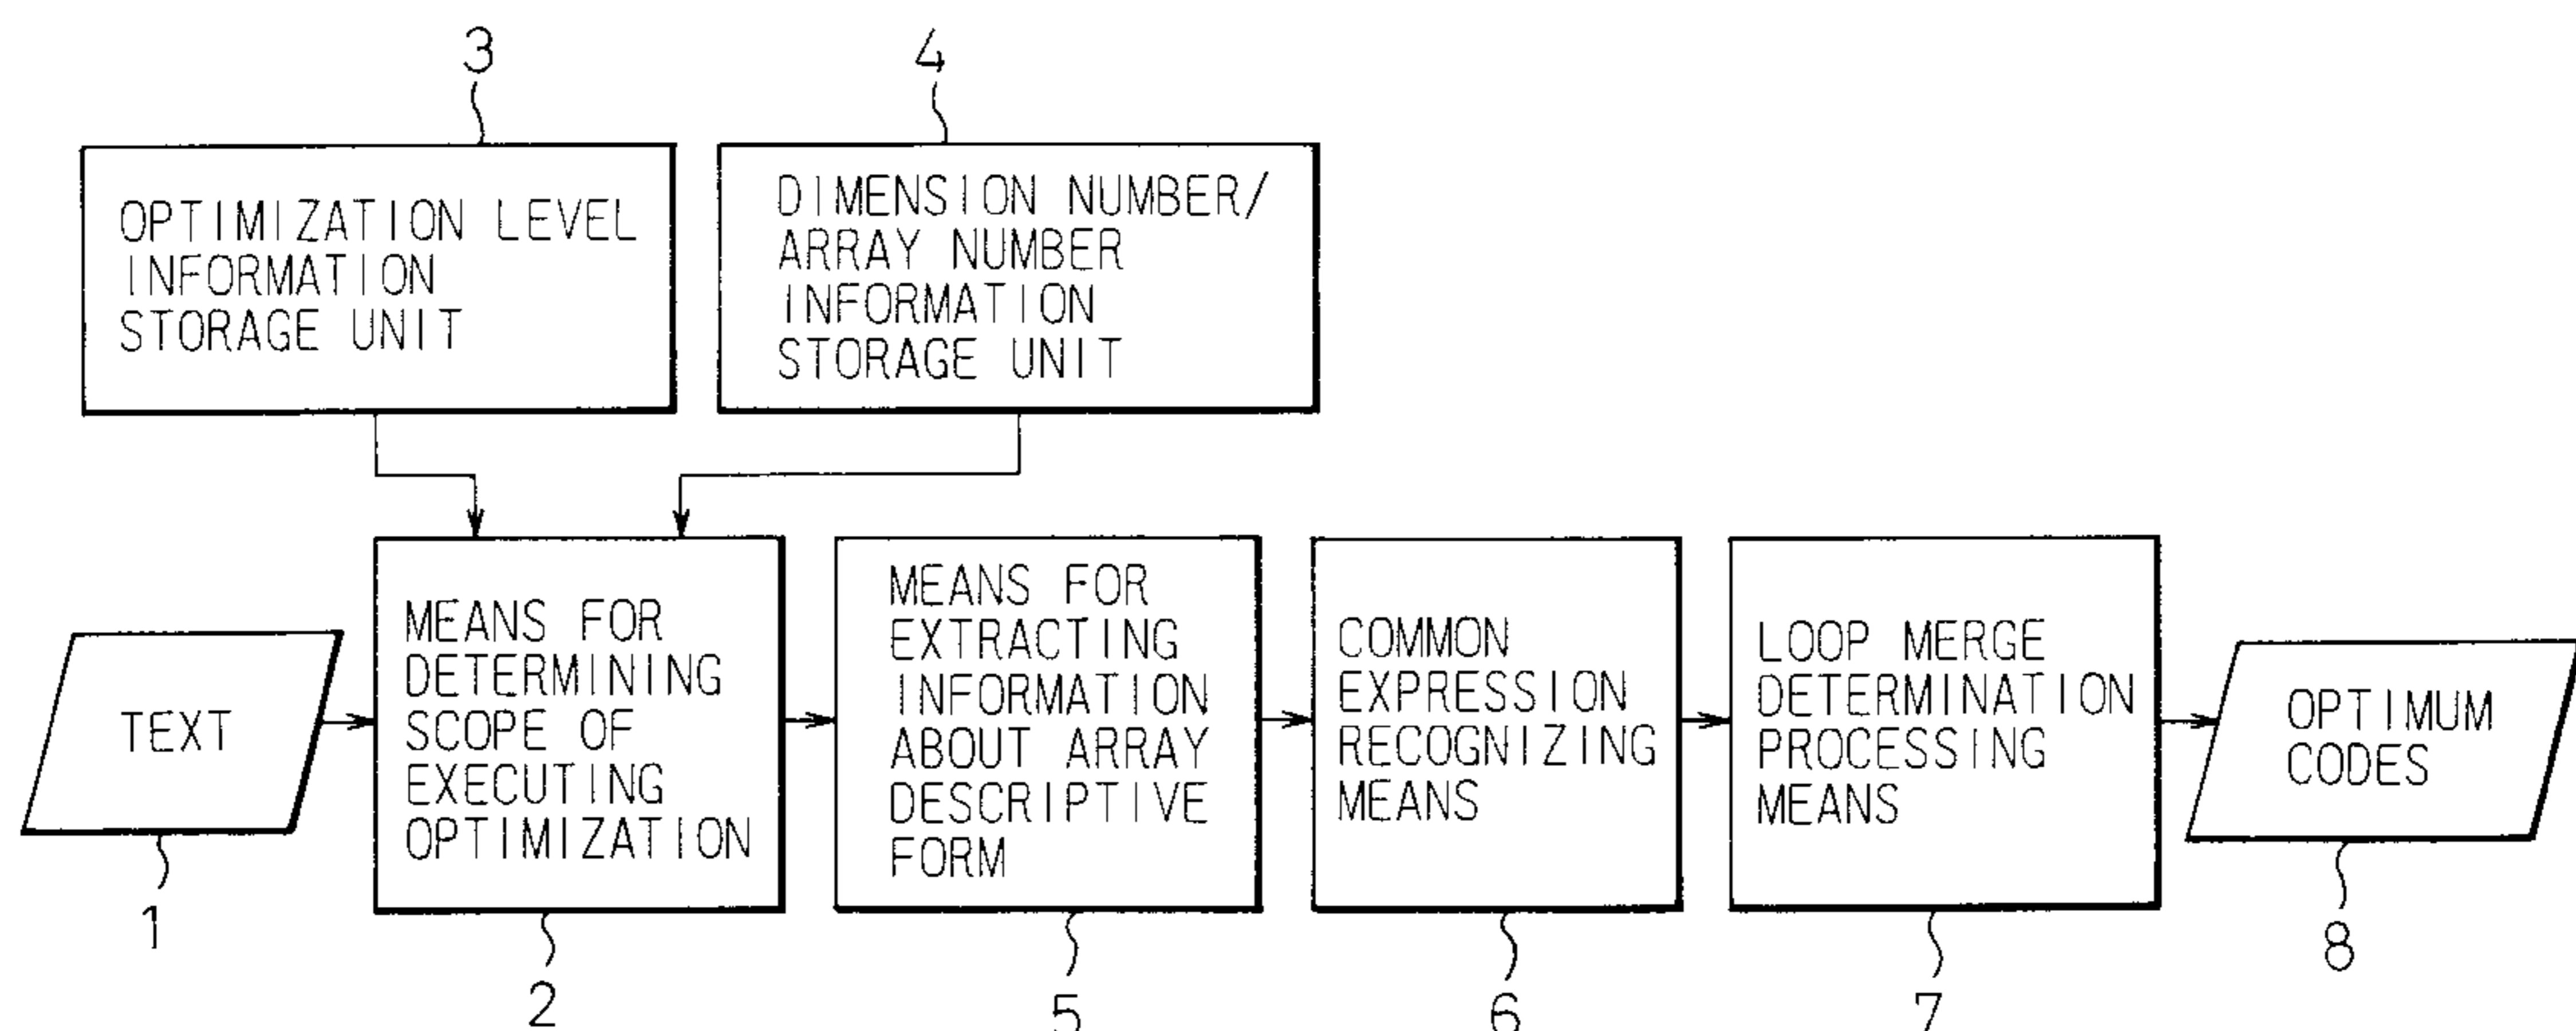 3
4
OPTIMIZATION LEVEL
INFORMATION
STORAGE UNIT
DIMENSION NUMBER/
ARRAY NUMBER
INFORMATION
STORAGE UNIT
TEXT
MEANS FOR
DETERMINING
SCOPE OF
EXECUTING
OPTIMIZATION
MEANS FOR
EXTRACTING
INFORMATION
ABOUT ARRAY
DESCRIPTIVE
FORM
COMMON
EXPRESSION
RECOGNIZING
MEANS
LOOP MERGE
DETERMINATION
PROCESSING
MEANS
OPTIMUM
CODES
1
2
5
6
7
8